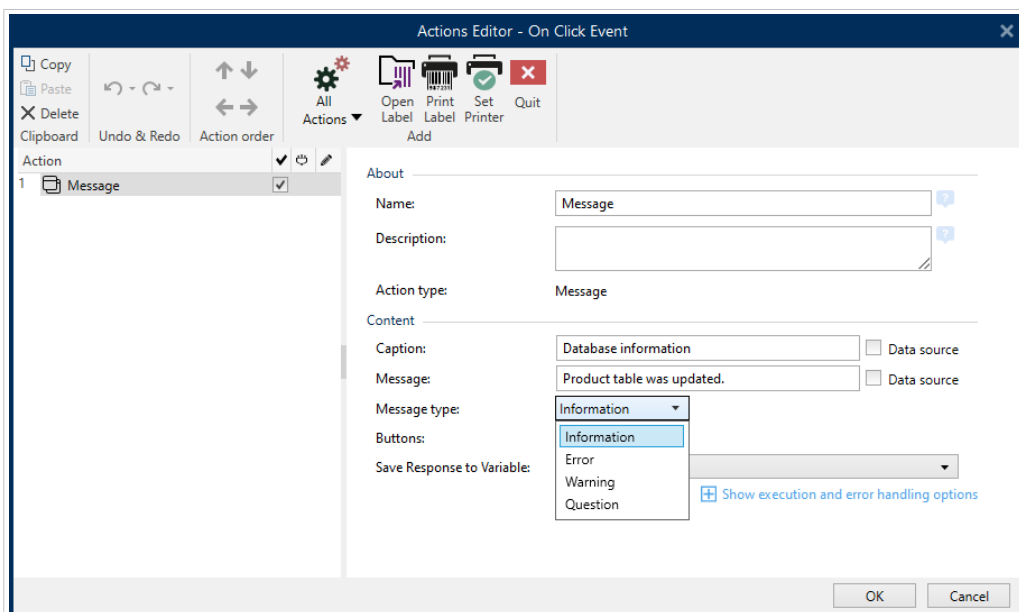 Actions Editor - On Click Event
Copy
Paste
Delete
Clipboard
Undo & Redo
Action order
All
Actions
Open
Label
Print
Label
Set
Printer
Quit
Add
Action
1 Message
About
Name: Message
Description:
Action type: Message
Content
Caption: Database information Data source
Message: Product table was updated. Data source
Message type: Information
Information
Buttons:
Error
Save Response to Variable:
Warning
Show execution and error handling options
Question
OK Cancel